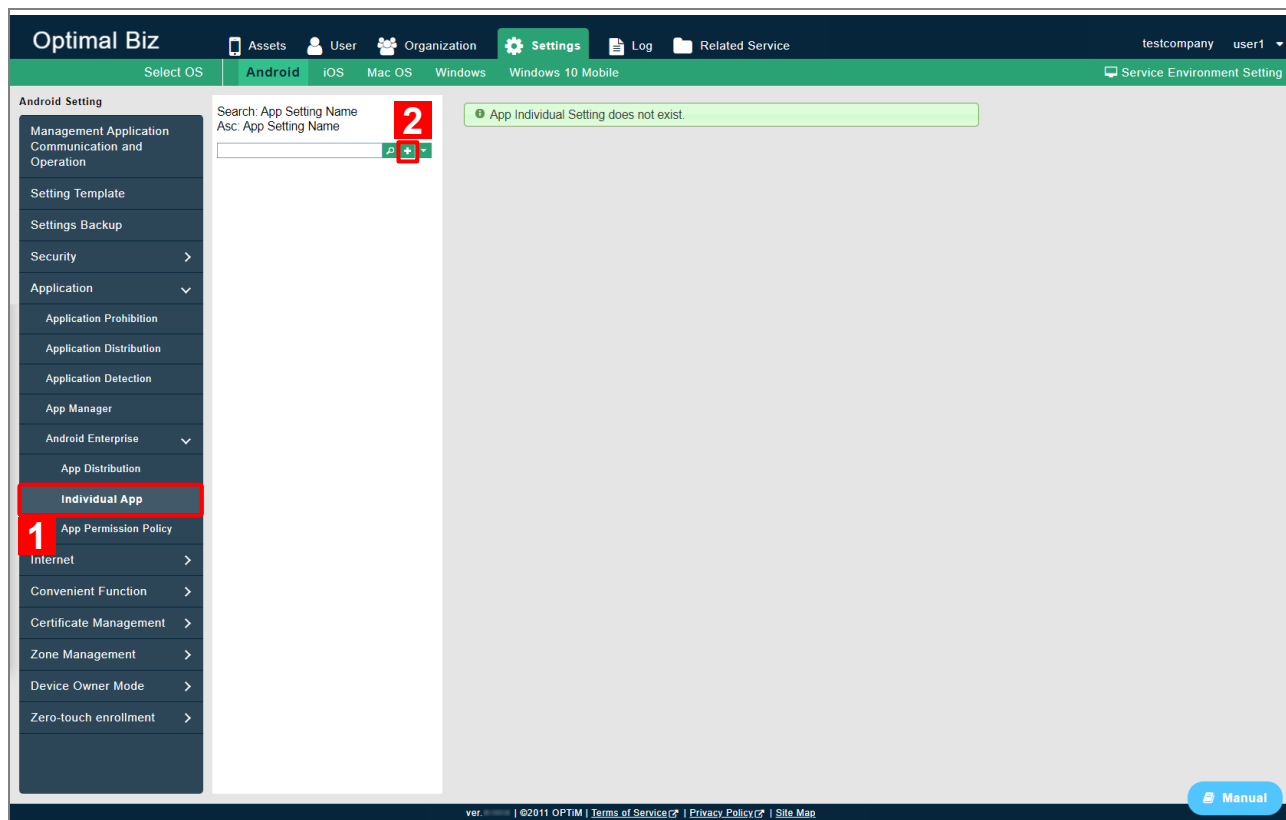 Optimal Biz
Assets User Organization Settings Log Related Service
testcompany user1
Select OS Android iOS Mac OS Windows Windows 10 Mobile
Service Environment Setting
Android Setting
Management Application
Communication and
Operation
Setting Template
Settings Backup
Security
Application
Application Prohibition
Application Distribution
Application Detection
App Manager
Android Enterprise
App Distribution
Individual App
1
App Permission Policy
Internet
Convenient Function
Certificate Management
Zone Management
Device Owner Mode
Zero-touch enrollment
Search: App Setting Name
Asc: App Setting Name
2
App Individual Setting does not exist.
Manual
ver. | ©2011 OPTiM | Terms of Service | Privacy Policy | Site Map